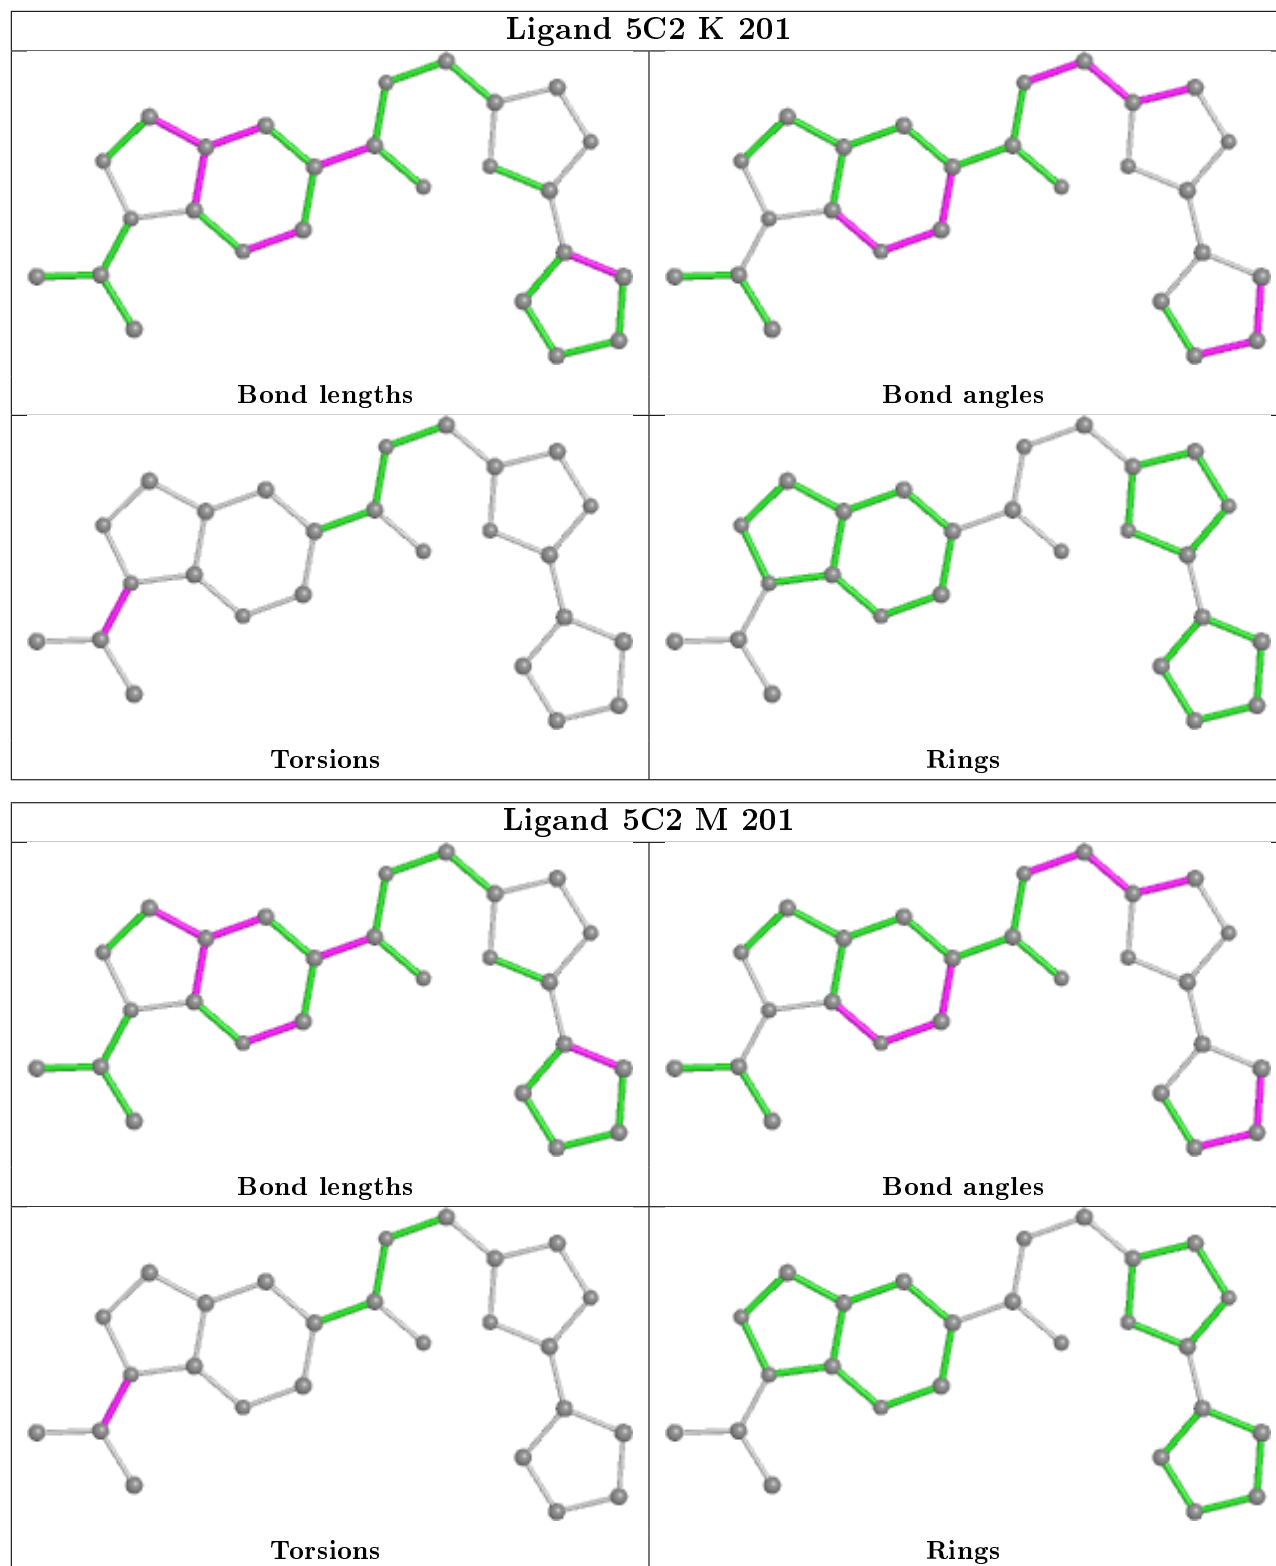 Ligand 5C2 K 201
Bond lengths
Bond angles
Torsions
Rings
Ligand 5C2 M 201
Bond lengths
Bond angles
Torsions
Rings